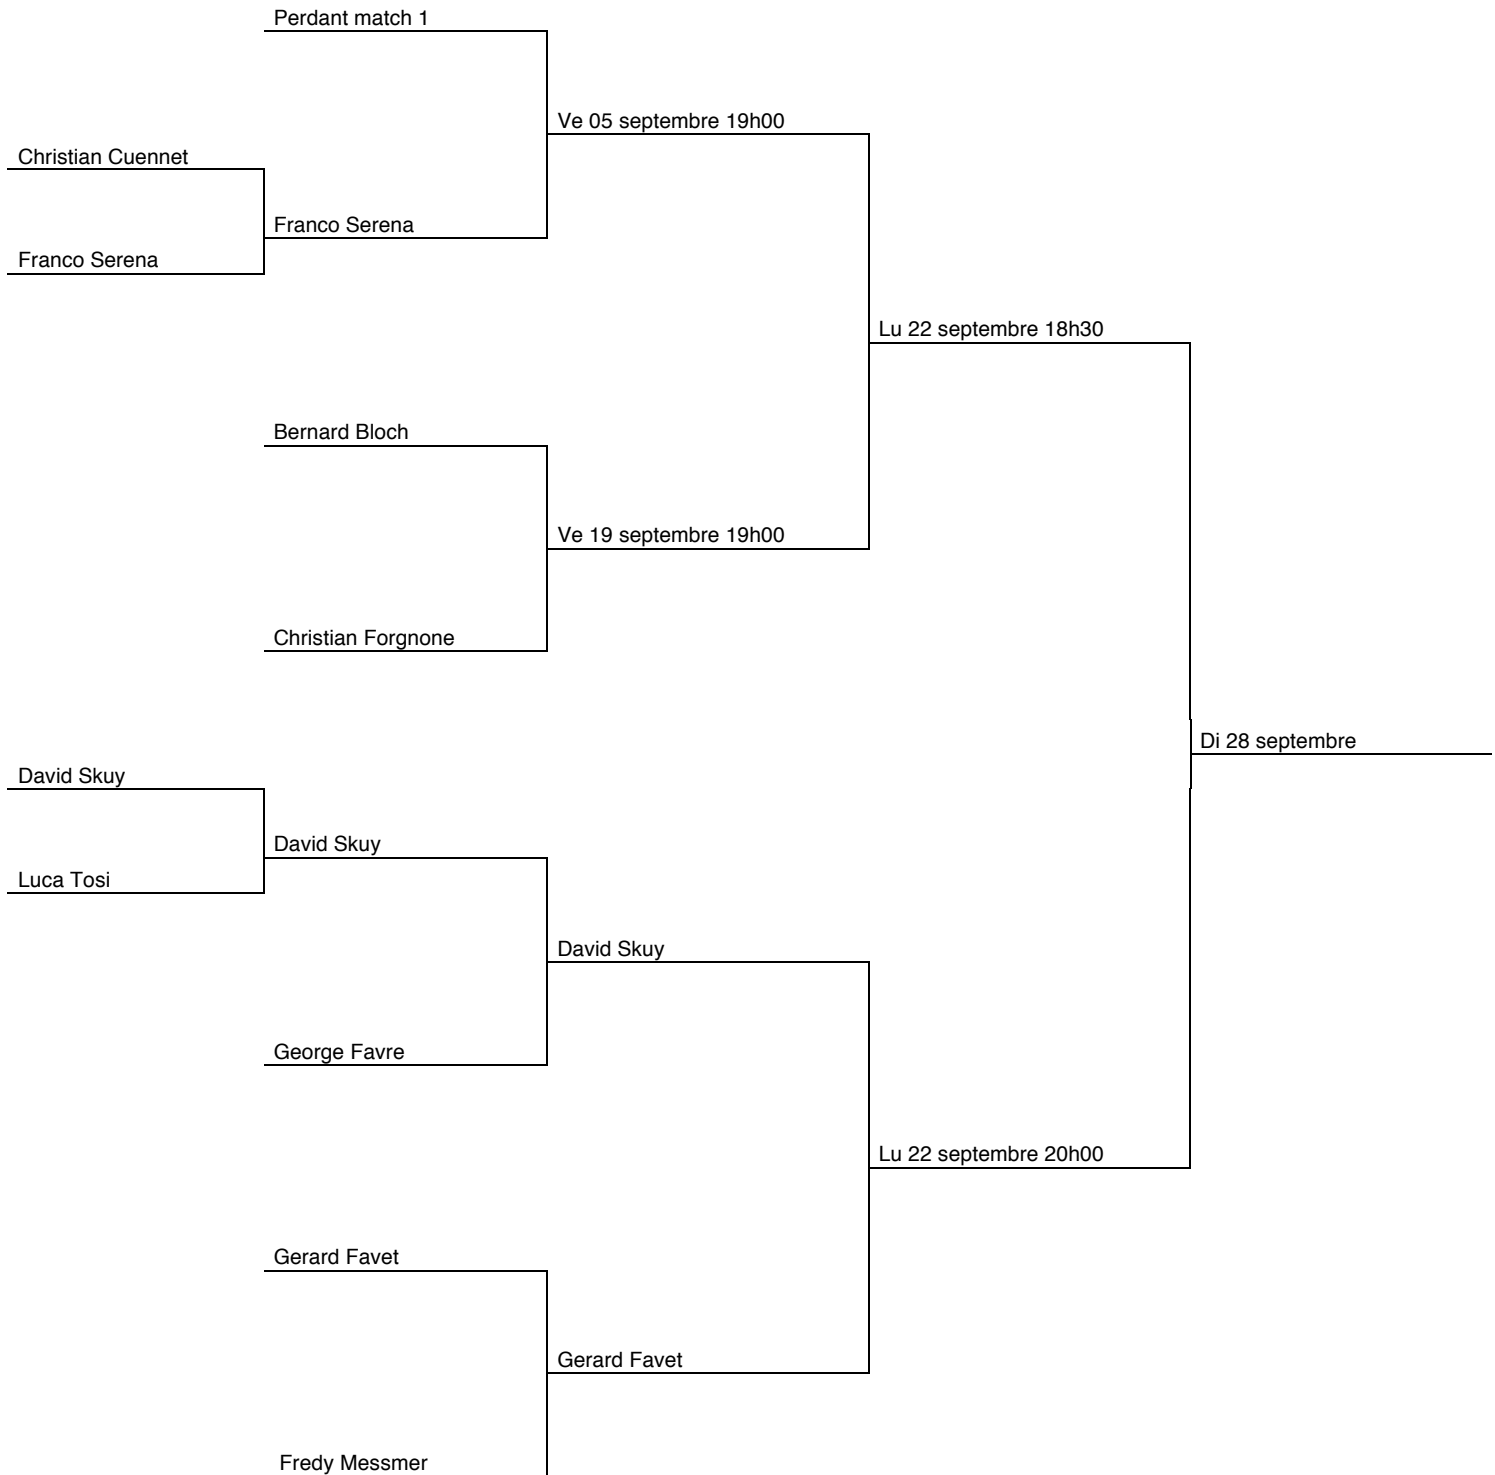 Perdant match 1
Ve 05 septembre 19h00
Christian Cuennet
Franco Serena
Franco Serena
Lu 22 septembre 18h30
Bernard Bloch
Ve 19 septembre 19h00
Christian Forgnone
Di 28 septembre
David Skuy
David Skuy
Luca Tosi
David Skuy
George Favre
Lu 22 septembre 20h00
Gerard Favet
Gerard Favet
Fredy Messmer